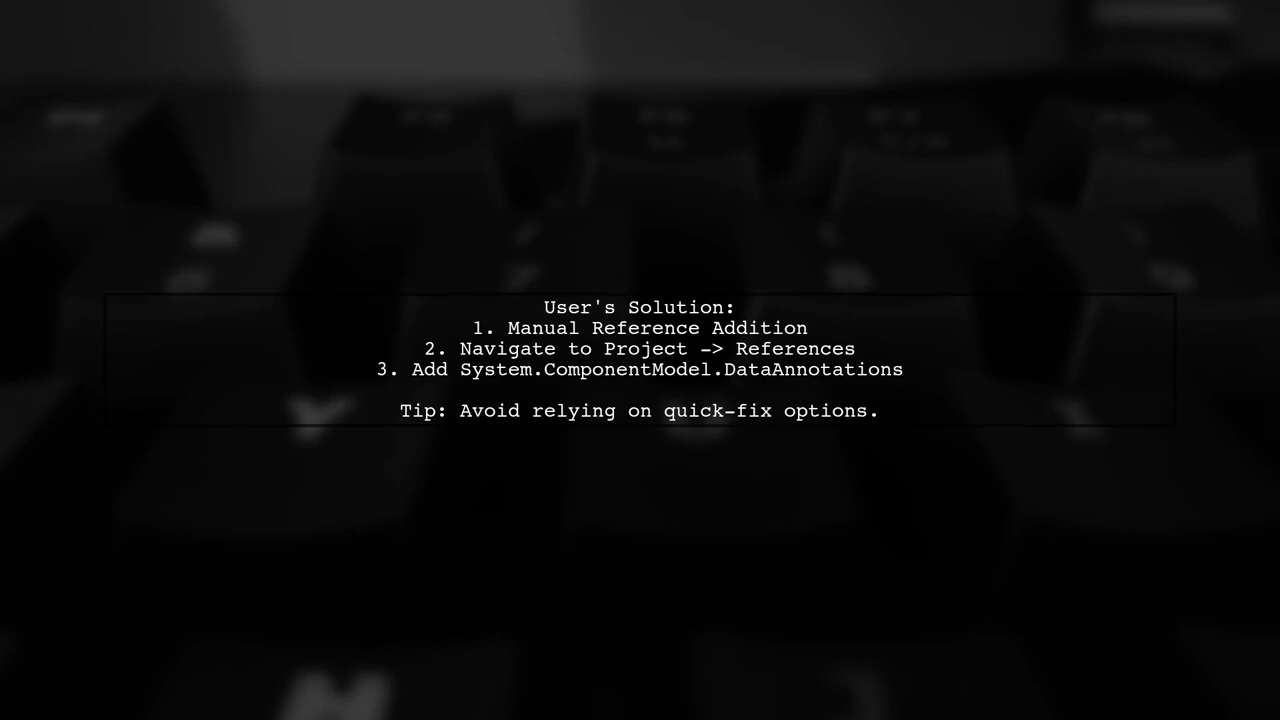 User's Solution:
1. Manual Reference Addition
2. Navigate to Project -> References
3. Add System.ComponentModel.DataAnnotations
Tip: Avoid relying on quick-fix options.